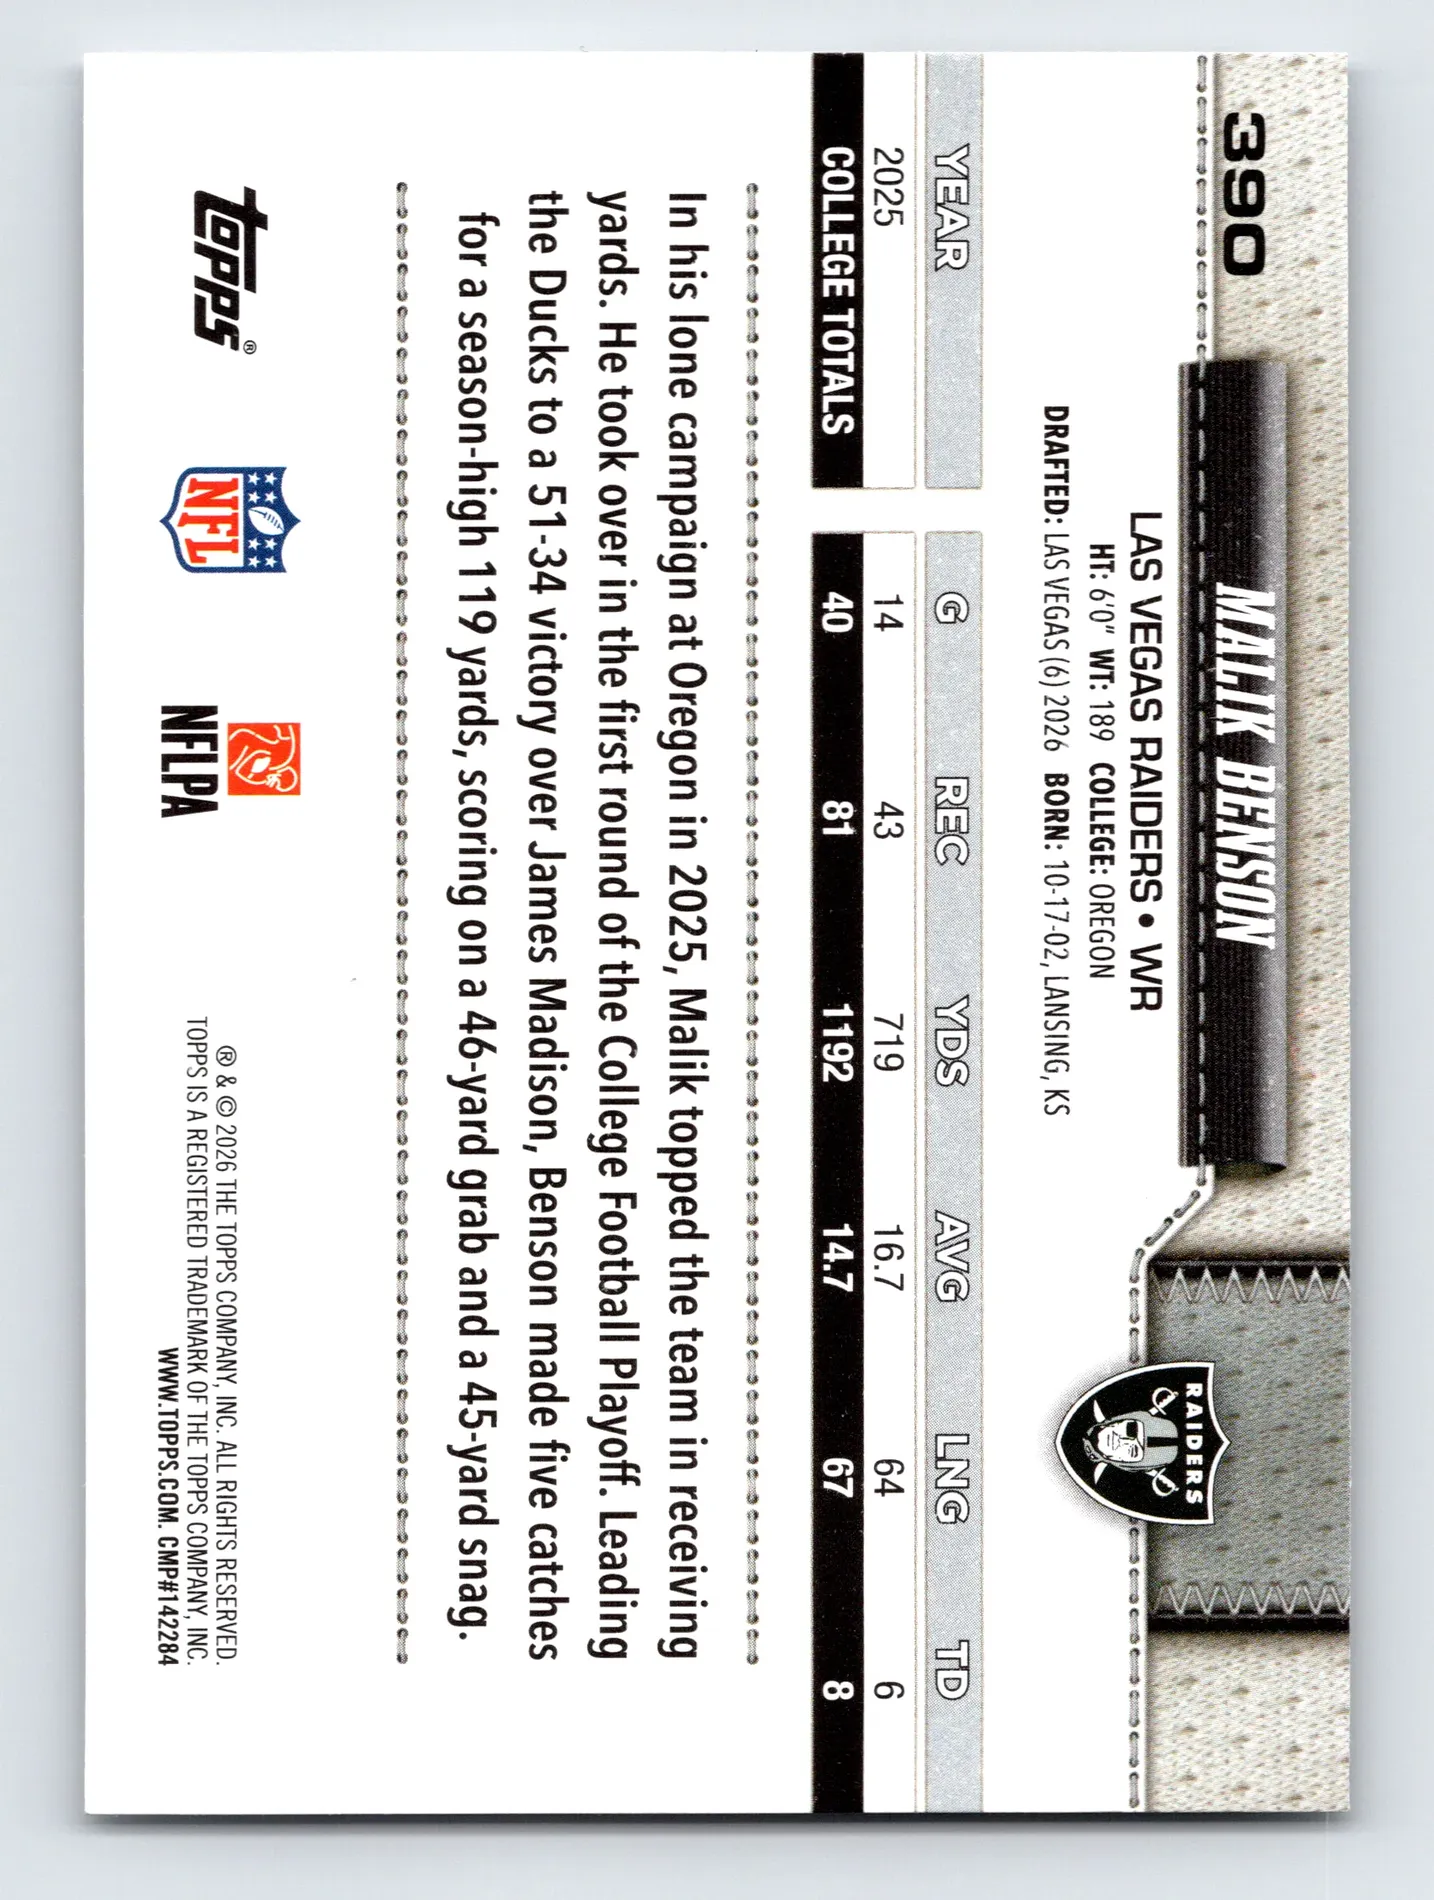 390
MALIK BENSON
LAS VEGAS RAIDERS • WR
HT: 6'0" WT: 189 COLLEGE: OREGON
DRAFTED: LAS VEGAS (6) 2026 BORN: 10-17-02, LANSING, KS
RAIDERS
YEAR G REC YDS AVG LNG TD
2025 14 43 719 16.7 64 6
COLLEGE TOTALS 40 81 1192 14.7 67 8
In his lone campaign at Oregon in 2025, Malik topped the team in receiving
yards. He took over in the first round of the College Football Playoff. Leading
the Ducks to a 51-34 victory over James Madison, Benson made five catches
for a season-high 119 yards, scoring on a 46-yard grab and a 45-yard snag.
topps®
NFL
NFLPA
® & © 2026 THE TOPPS COMPANY, INC. ALL RIGHTS RESERVED.
TOPPS IS A REGISTERED TRADEMARK OF THE TOPPS COMPANY, INC.
WWW.TOPPS.COM. CMP#142284